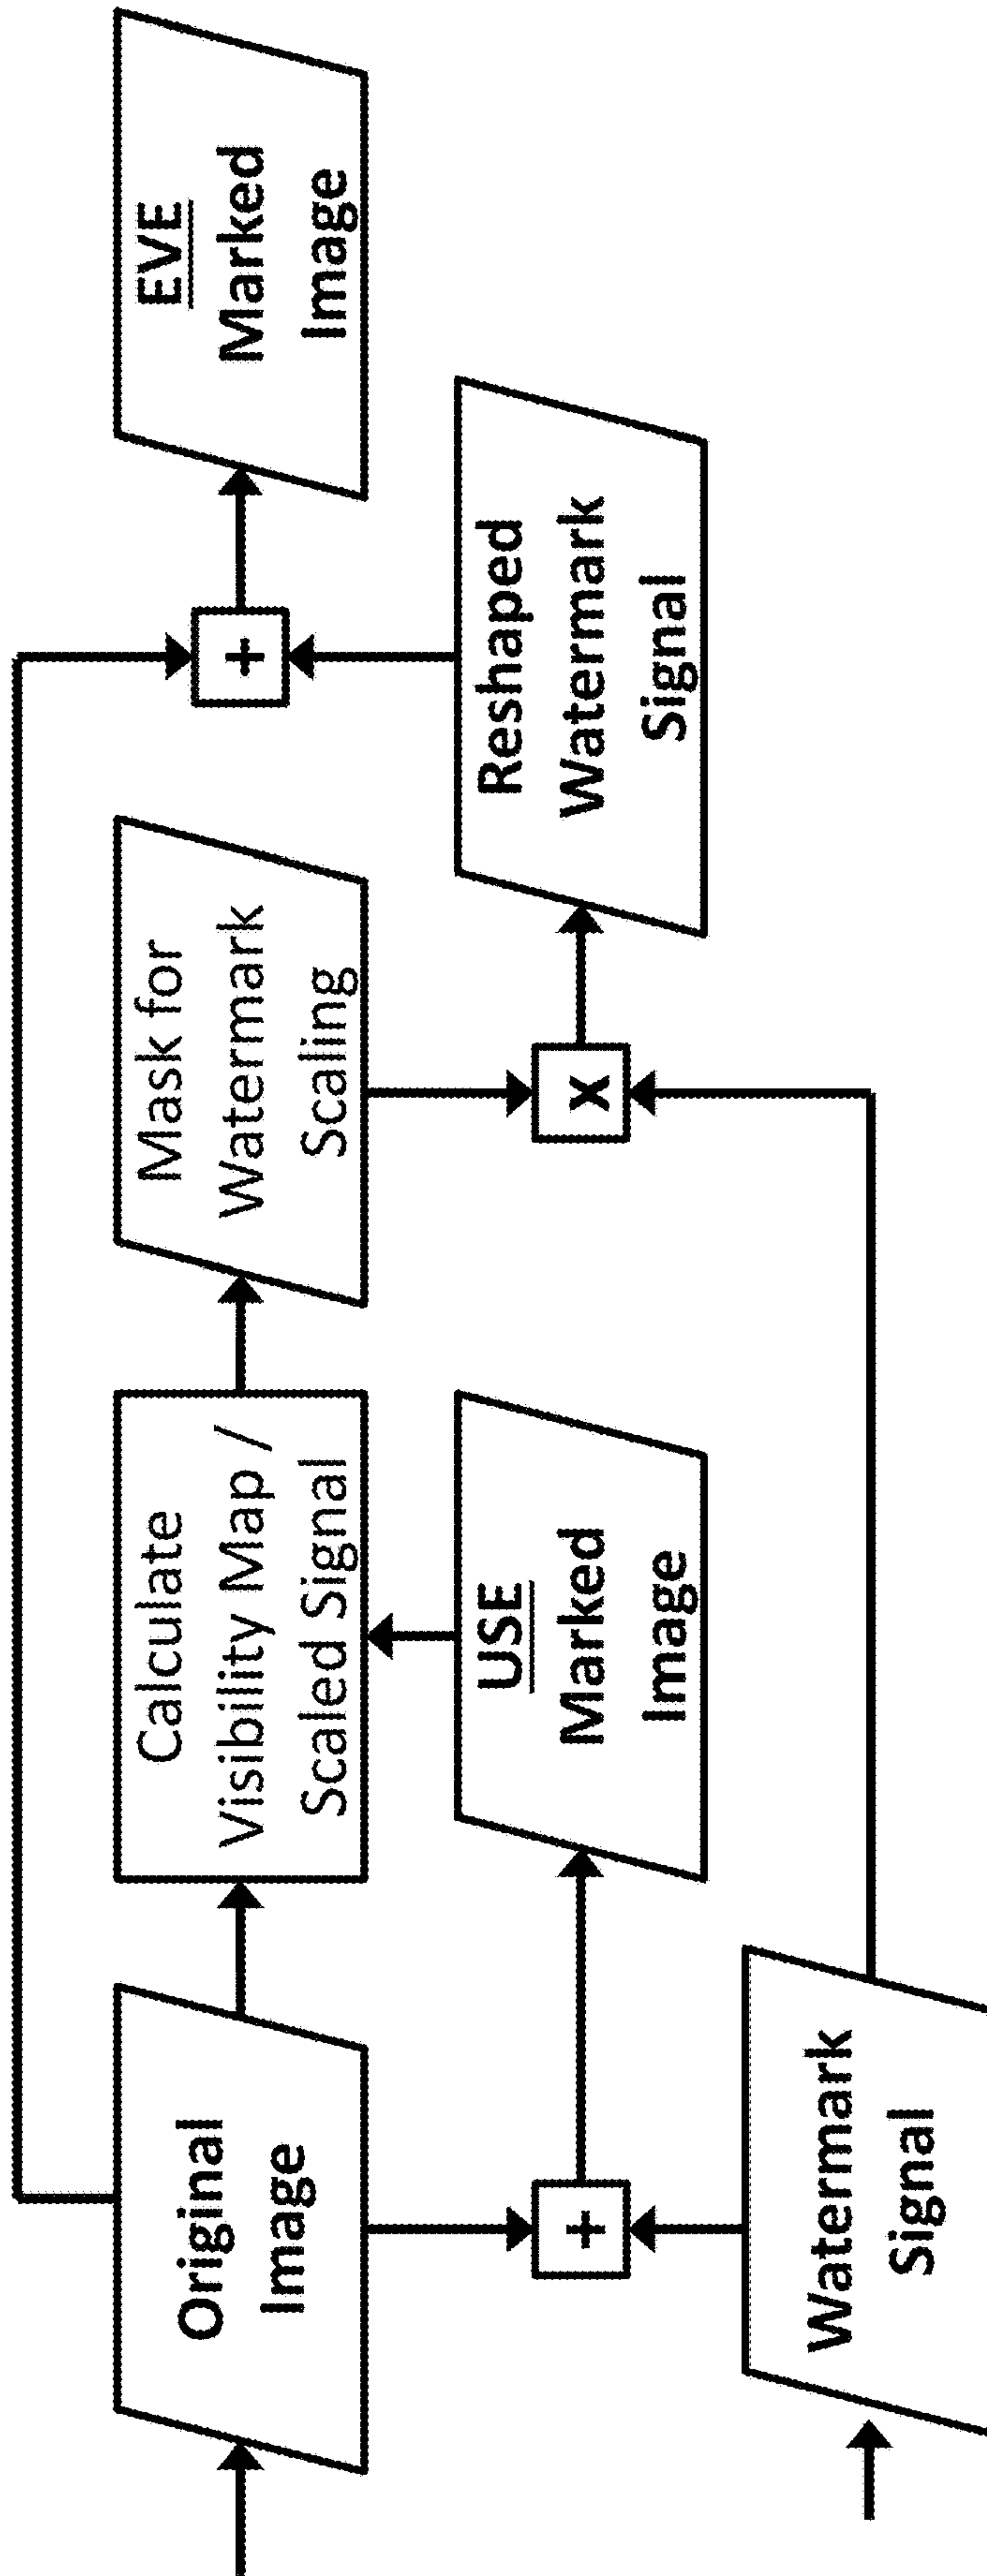 Original
Image
Calculate
Visibility Map /
Scaled Signal
Mask for
Watermark
Scaling
+
EVE
Marked
Image
+
USE
Marked
Image
x
Reshaped
Watermark
Signal
Watermark
Signal